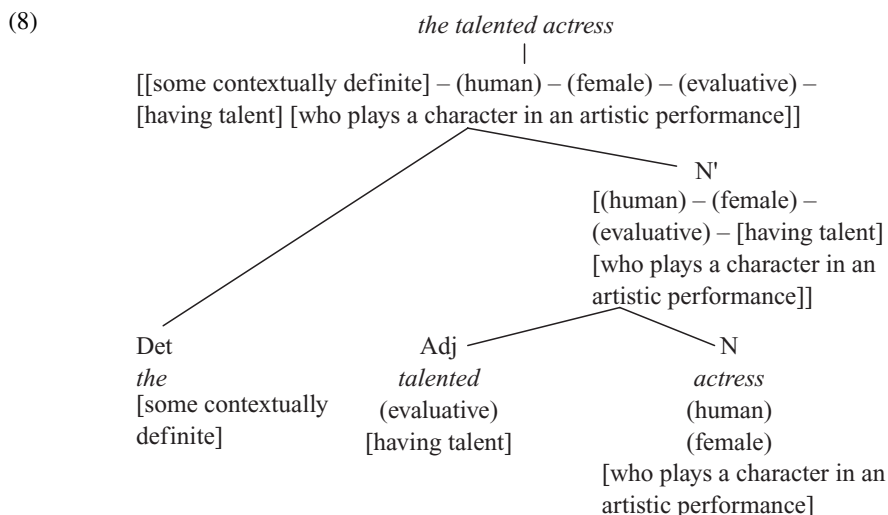 (8)
the talented actress
[[some contextually definite] – (human) – (female) – (evaluative) –
[having talent] [who plays a character in an artistic performance]]
N'
[(human) – (female) –
(evaluative) – [having talent]
[who plays a character in an
artistic performance]]
Det
the
[some contextually
definite]
Adj
talented
(evaluative)
[having talent]
N
actress
(human)
(female)
[who plays a character in an
artistic performance]